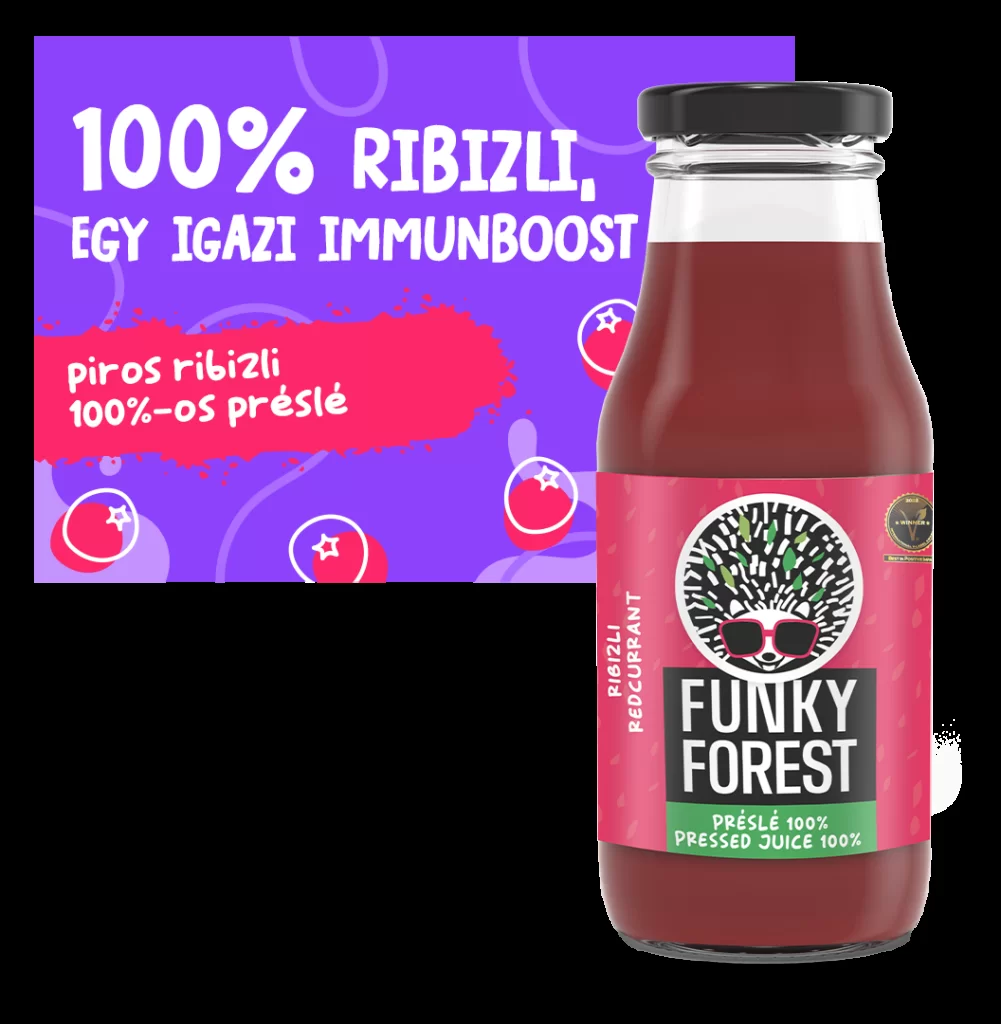 100% RIBIZLI,
EGY IGAZI IMMUNBOOST
piros ribizli
100%-os préslé
WINNER
RIBIZLI
REDCURRANT
FUNKY
FOREST
PRÉSLÉ 100%
PRESSED JUICE 100%